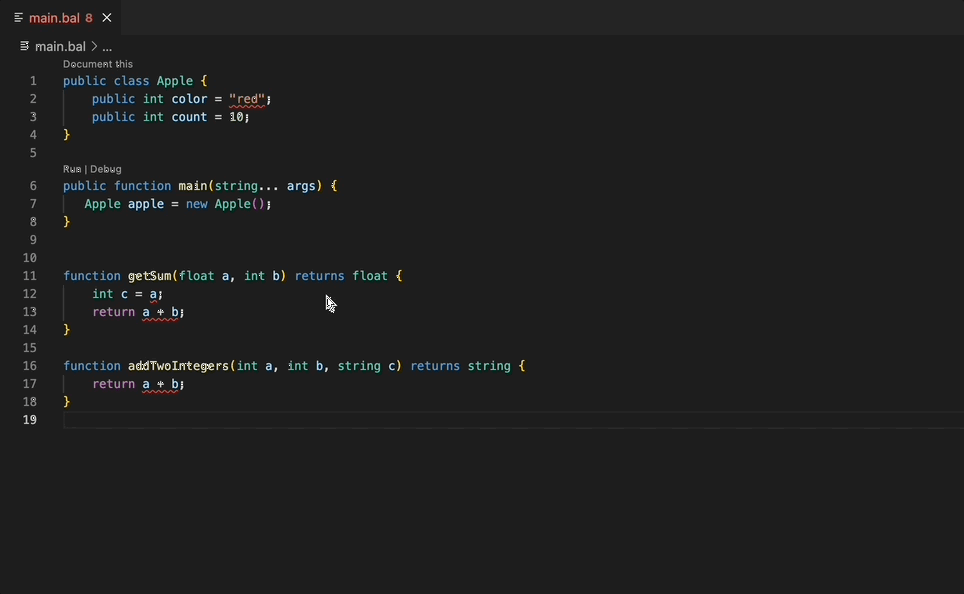 main.bal 8
main.bal > ...
Document this
1 public class Apple {
2 public int color = "red";
3 public int count = 10;
4 }
5
Run | Debug
6 public function main(string... args) {
7 Apple apple = new Apple();
8 }
9
10
11 function getSum(float a, int b) returns float {
12 int c = a;
13 return a + b;
14 }
15
16 function addTwoIntegers(int a, int b, string c) returns string {
17 return a + b;
18 }
19